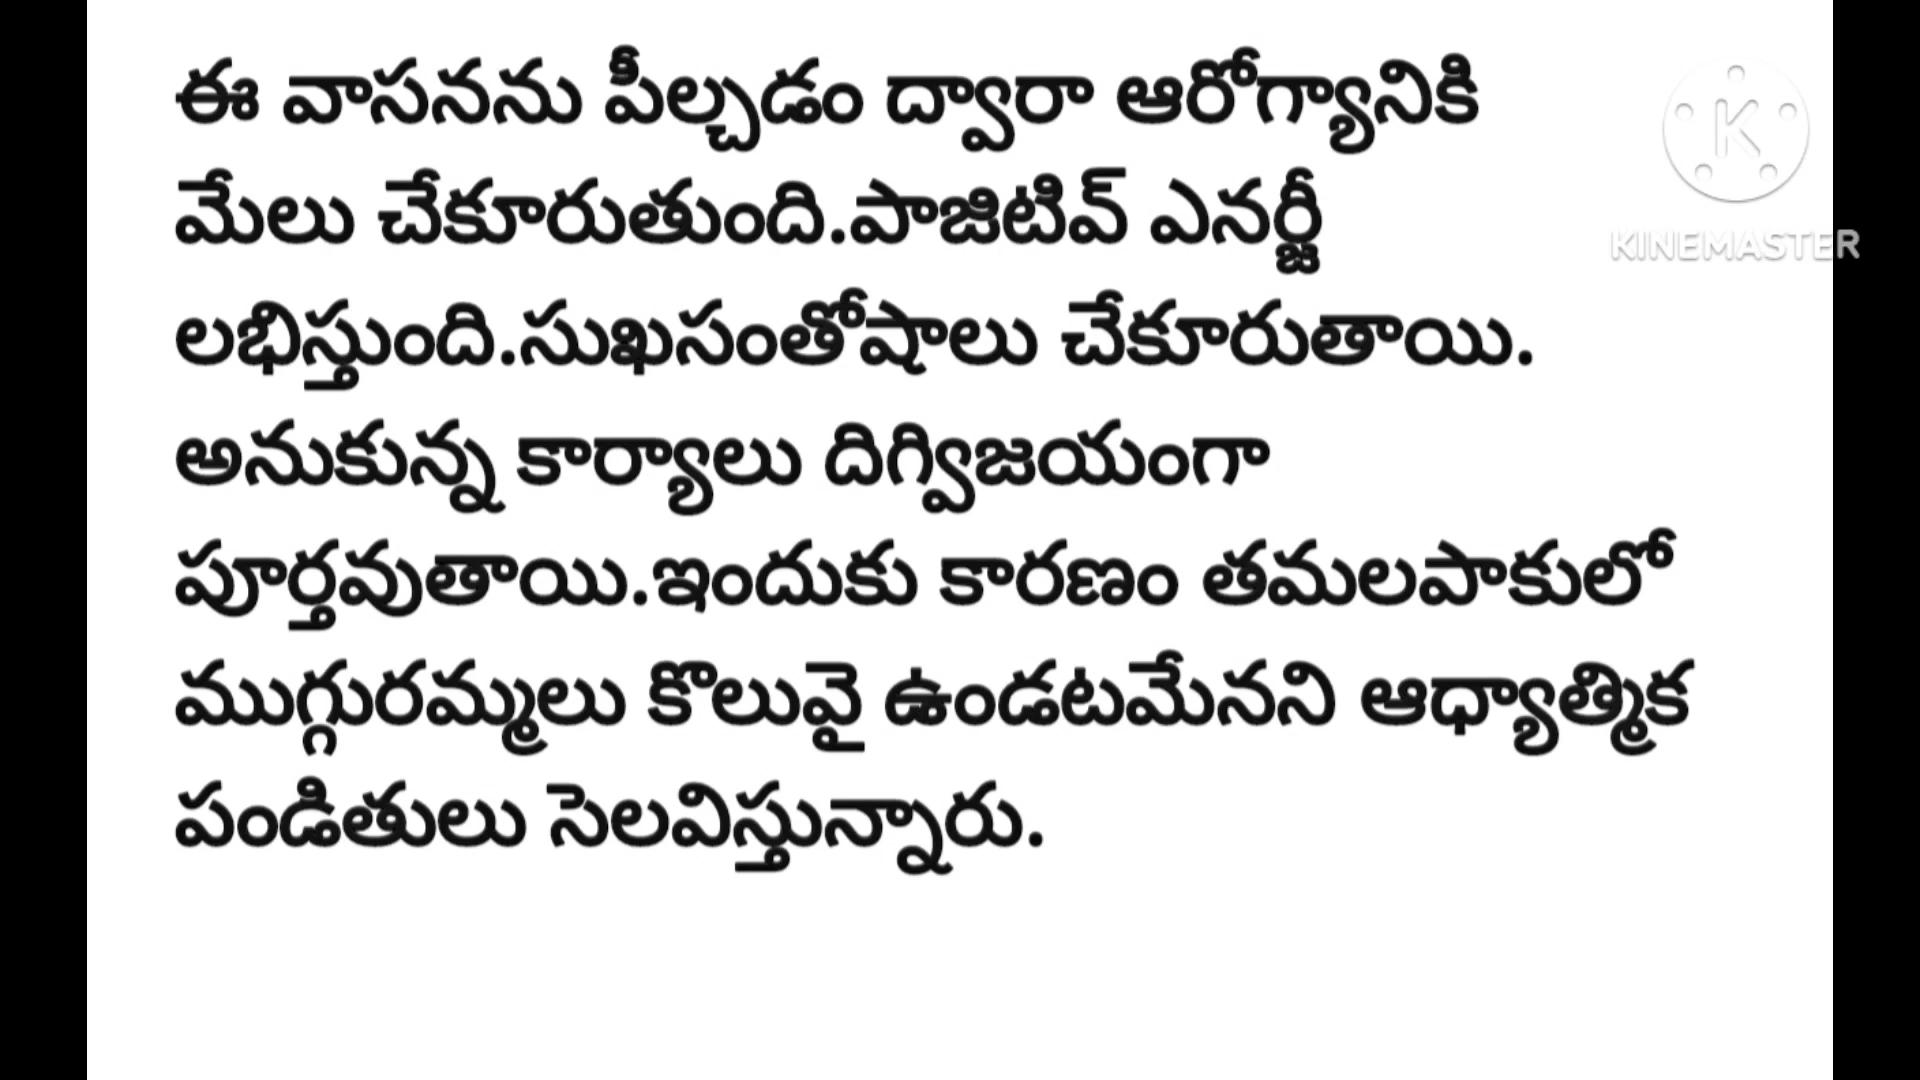 ఈ వాసనను పీల్చడం ద్వారా ఆరోగ్యానికి
మేలు చేకూరుతుంది.పాజిటివ్ ఎనర్జీ
లభిస్తుంది.సుఖసంతోషాలు చేకూరుతాయి.
అనుకున్న కార్యాలు దిగ్విజయంగా
పూర్తవుతాయి.ఇందుకు కారణం తమలపాకులో
ముగ్గురమ్మలు కొలువై ఉండటమేనని ఆధ్యాత్మిక
పండితులు సెలవిస్తున్నారు.
K
KINEMASTER